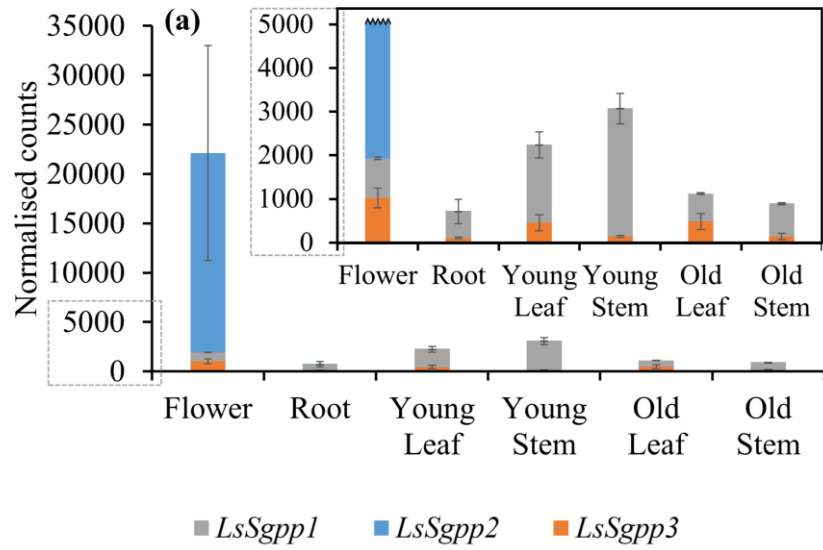 (a)
Normalised counts
35000
30000
25000
20000
15000
10000
5000
0
Flower
Root
Young Leaf
Young Stem
Old Leaf
Old Stem
5000
4000
3000
2000
1000
0
Flower
Root
Young Leaf
Young Stem
Old Leaf
Old Stem
LsSgpp1 LsSgpp2 LsSgpp3